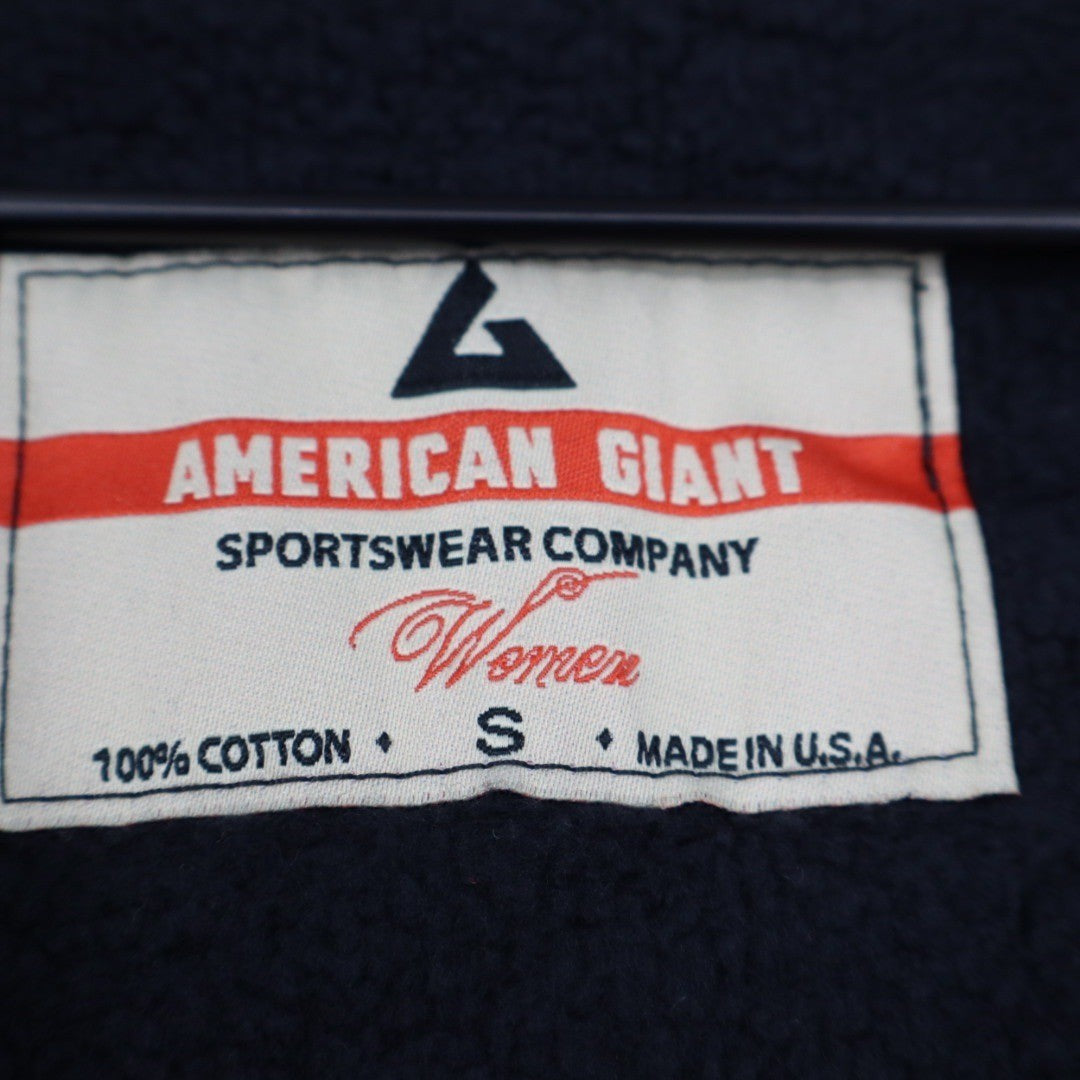 AMERICAN GIANT
SPORTSWEAR COMPANY
Women
100% COTTON ♦ S ♦ MADE IN U.S.A.